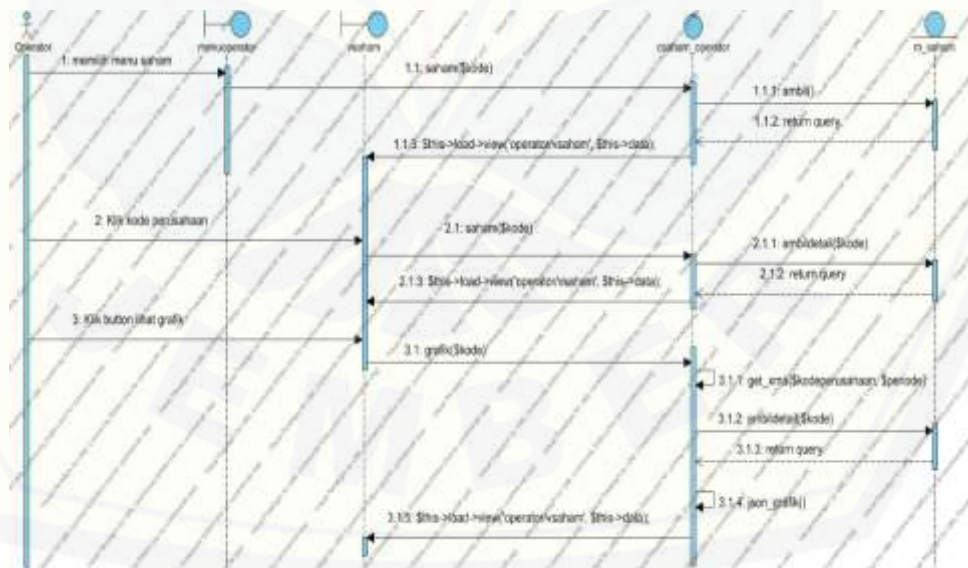 Operator
menuoperator
vsaham
csaham_operator
m_saham
1: memilih menu saham
1.1: saham($kode)
1.1.1: ambil()
1.1.2: return query
1.1.3: $this->load->view('operator/vsaham', $this->data);
2: Klik kode perusahaan
2.1: saham($kode)
2.1.1: ambildetail($kode)
2.1.2: return query
2.1.3: $this->load->view('operator/vsaham', $this->data);
3: Klik button lihat grafik
3.1: grafik($kode)
3.1.1: get_ema($kodeperusahaan, $periode)
3.1.2: ambildetail($kode)
3.1.3: return query
3.1.4: json_grafik()
3.1.5: $this->load->view('operator/vsaham', $this->data);